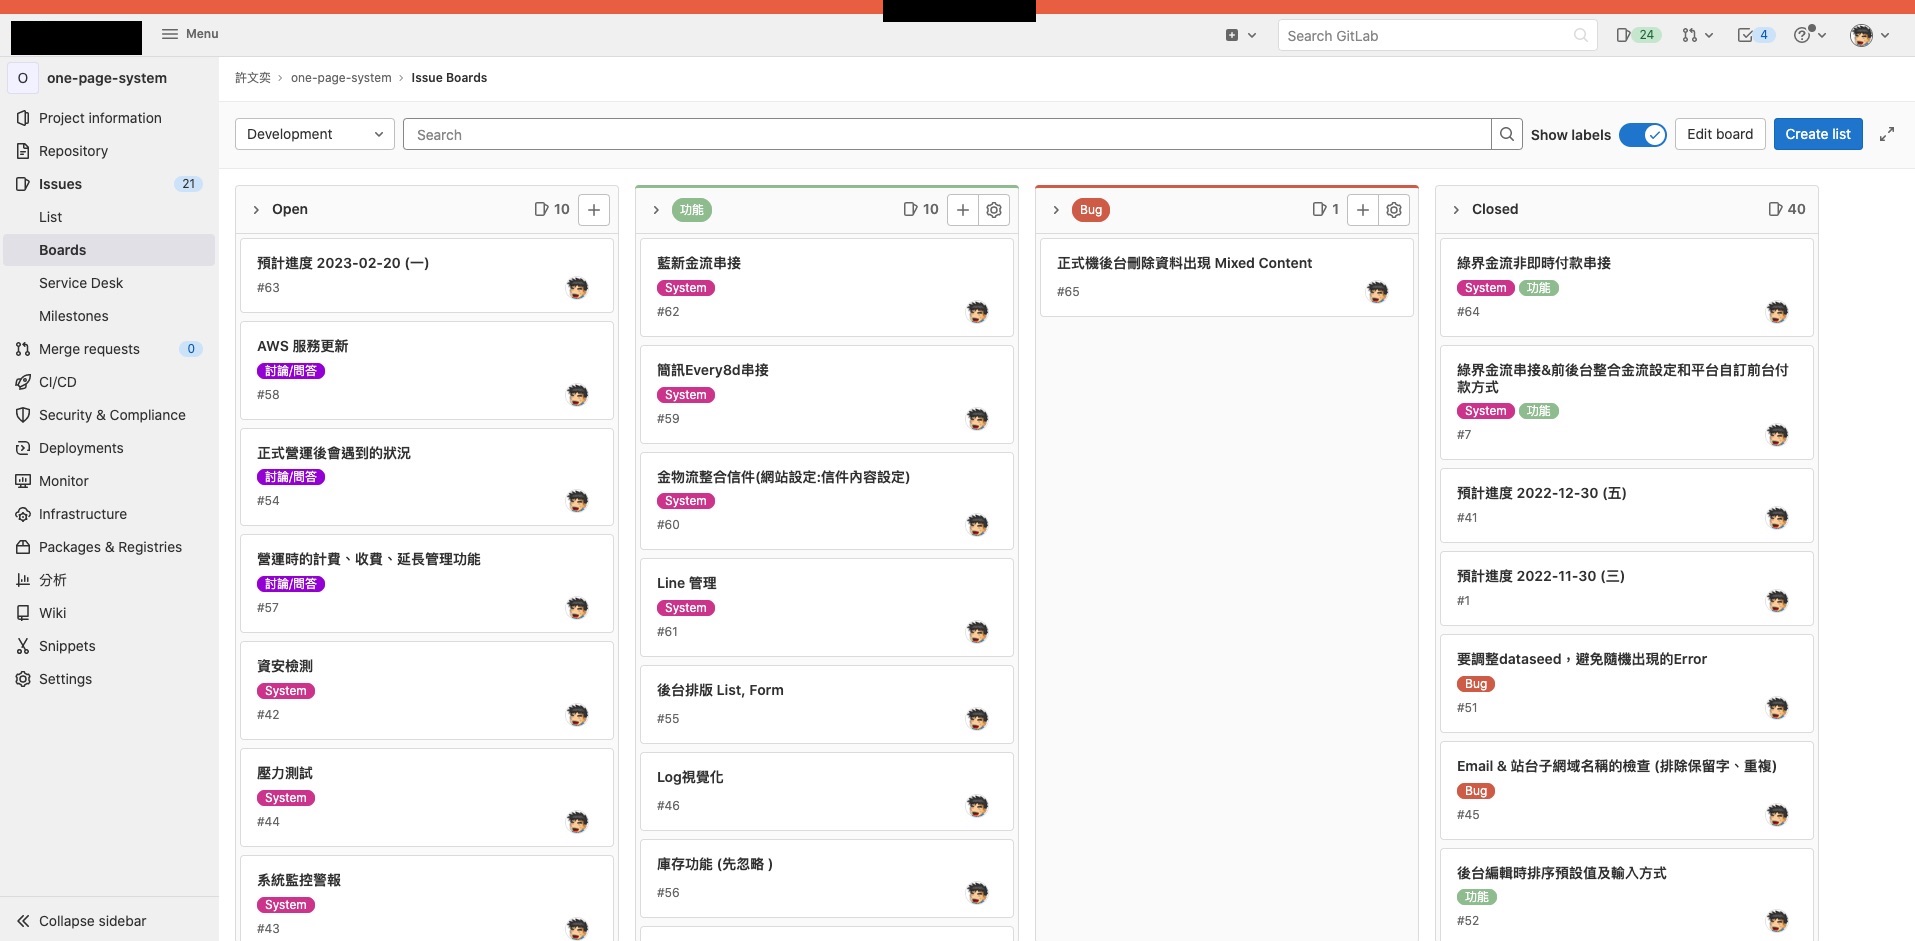 Menu
Search GitLab
24
4
O one-page-system
許文奕 > one-page-system > Issue Boards
Project information
Repository
Issues 21
List
Boards
Service Desk
Milestones
Merge requests 0
CI/CD
Security & Compliance
Deployments
Monitor
Infrastructure
Packages & Registries
分析
Wiki
Snippets
Settings
Collapse sidebar
Development
Search
Show labels
Edit board
Create list
Open 10
預計進度 2023-02-20 (一)
#63
AWS 服務更新
討論/問答
#58
正式營運後會遇到的狀況
討論/問答
#54
營運時的計費、收費、延長管理功能
討論/問答
#57
資安檢測
System
#42
壓力測試
System
#44
系統監控警報
System
#43
功能 10
藍新金流串接
System
#62
簡訊Every8d串接
System
#59
金物流整合信件(網站設定:信件內容設定)
System
#60
Line 管理
System
#61
後台排版 List, Form
#55
Log視覺化
#46
庫存功能 (先忽略 )
#56
Bug 1
正式機後台刪除資料出現 Mixed Content
#65
Closed 40
綠界金流非即時付款串接
System 功能
#64
綠界金流串接&前後台整合金流設定和平台自訂前台付
款方式
System 功能
#7
預計進度 2022-12-30 (五)
#41
預計進度 2022-11-30 (三)
#1
要調整dataseed，避免隨機出現的Error
Bug
#51
Email & 站台子網域名稱的檢查 (排除保留字、重複)
Bug
#45
後台編輯時排序預設值及輸入方式
功能
#52